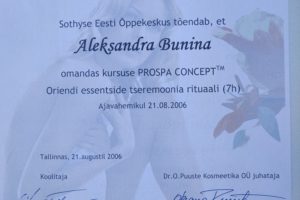 Sothyse Eesti Õppekeskus tõendab, et
Aleksandra Bunina
omandas kursuse PROSPA CONCEPT™
Oriendi essentside tseremoonia rituaali (7h)
Ajavahemikul 21.08.2006
Tallinnas, 21.augustil 2006
Koolitaja
Dr.O.Puuste Kosmeetika OÜ juhataja